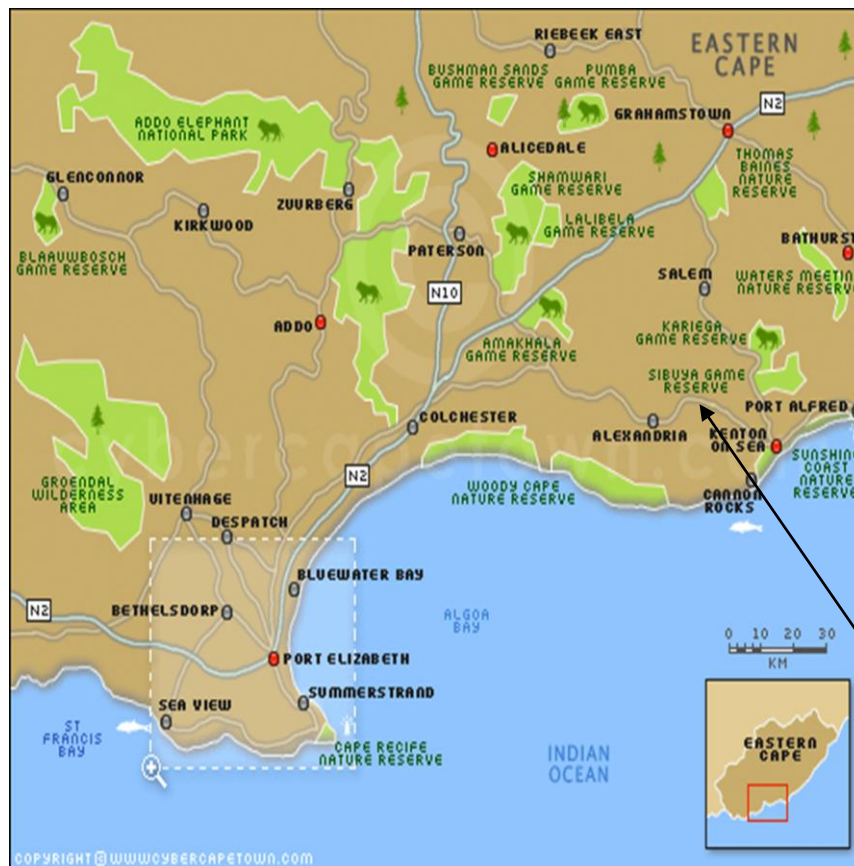 RIEBEEK EAST
EASTERN
CAPE
BUSHMAN SANDS
GAME RESERVE
PUMBA
GAME RESERVE
N2
GRAHAMSTOWN
ADDO ELEPHANT
NATIONAL PARK
ALICEDALE
THOMAS
BAINES
NATURE
RESERVE
GLENCONNOR
ZUURBERG
SHAMWARI
GAME RESERVE
KIRKWOOD
LALIBELA
GAME RESERVE
BATHURST
PATERSON
BLAAUWBOSCH
GAME RESERVE
SALEM
WATERS MEETING
NATURE RESERVE
N10
ADDO
AMAKHALA
GAME RESERVE
KARIEGA
GAME RESERVE
SIBUYA GAME
RESERVE
PORT ALFRED
COLCHESTER
ALEXANDRIA
KENTON
ON SEA
cybercapetown.com
SUNSHINE
COAST
NATURE
RESERVE
N2
GROENDAL
WILDERNESS
AREA
WOODY CAPE
NATURE RESERVE
CANNON
ROCKS
UITENHAGE
DESPATCH
BLUEWATER BAY
N2
BETHELSDORP
ALGOA
BAY
0 10 20 30
KM
PORT ELIZABETH
SEA VIEW
SUMMERSTRAND
ST
FRANCIS
BAY
CAPE RECIFE
NATURE RESERVE
INDIAN
OCEAN
EASTERN
CAPE
COPYRIGHT © WWW.CYBERCAPETOWN.COM